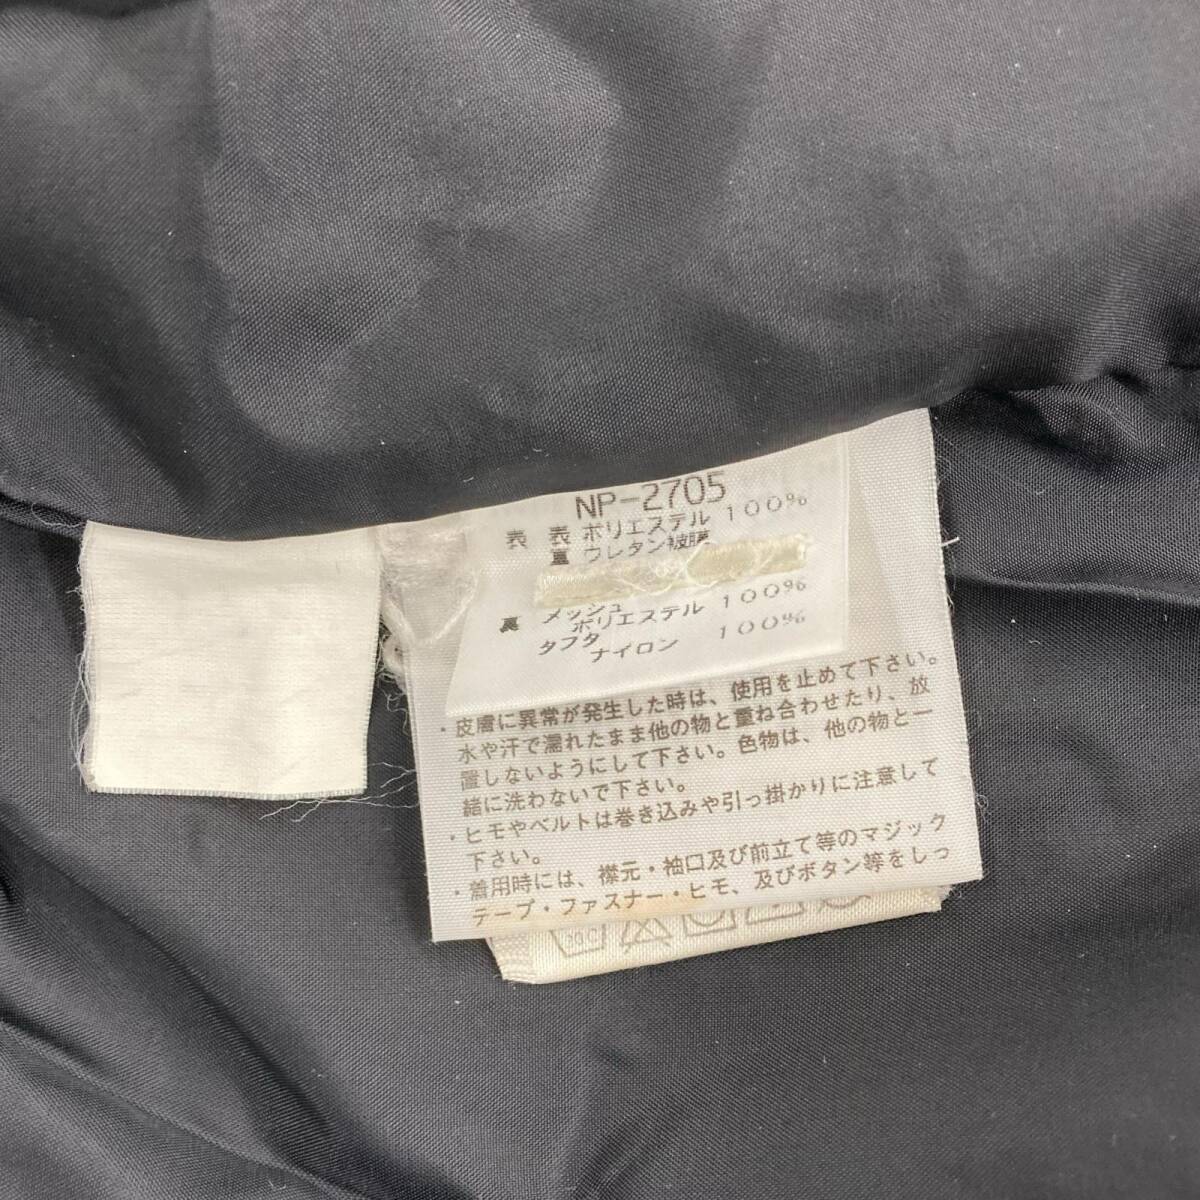 NP-2705
表 表 ポリエステル 100%
裏 ウレタン被膜
裏 メッシュ
ポリエステル 100%
タフタ
ナイロン 100%
・皮膚に異常が発生した時は、使用を止めて下さい。
水や汗で濡れたまま他の物と重ね合わせたり、放
置しないようにして下さい。色物は、他の物と一
緒に洗わないで下さい。
・ヒモやベルトは巻き込みや引っ掛かりに注意して
下さい。
・着用時には、襟元・袖口及び前立て等のマジック
テープ・ファスナー・ヒモ、及びボタン等をしっ